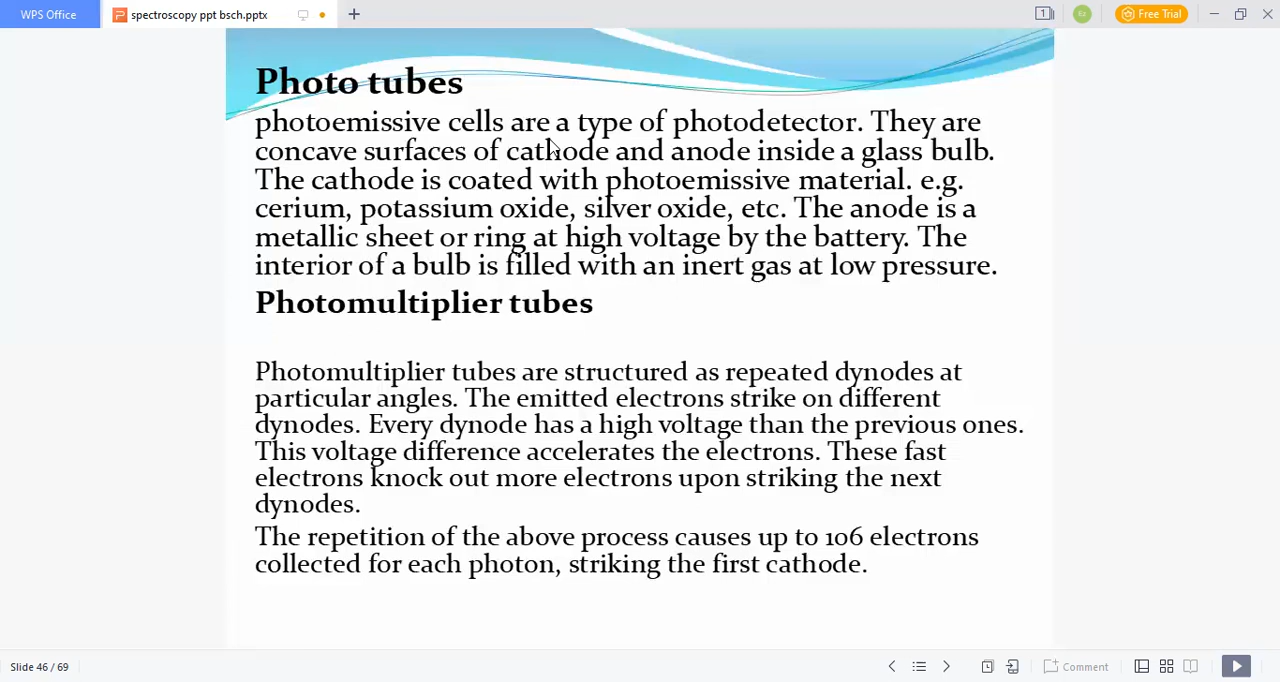 WPS Office
spectroscopy ppt bsch.pptx
1
Free Trial
Photo tubes
photoemissive cells are a type of photodetector. They are
concave surfaces of cathode and anode inside a glass bulb.
The cathode is coated with photoemissive material. e.g.
cerium, potassium oxide, silver oxide, etc. The anode is a
metallic sheet or ring at high voltage by the battery. The
interior of a bulb is filled with an inert gas at low pressure.
Photomultiplier tubes
Photomultiplier tubes are structured as repeated dynodes at
particular angles. The emitted electrons strike on different
dynodes. Every dynode has a high voltage than the previous ones.
This voltage difference accelerates the electrons. These fast
electrons knock out more electrons upon striking the next
dynodes.
The repetition of the above process causes up to 106 electrons
collected for each photon, striking the first cathode.
Slide 46 / 69
Comment